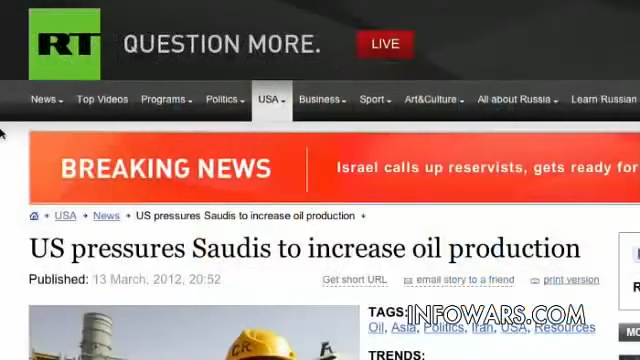 RT QUESTION MORE. LIVE
News Top Videos Programs Politics USA Business Sport Art&Culture All about Russia Learn Russian
BREAKING NEWS Israel calls up reservists, gets ready for
USA News US pressures Saudis to increase oil production
US pressures Saudis to increase oil production
Published: 13 March, 2012, 20:52 Get short URL email story to a friend print version
TAGS:
INFOWARS.COM
Oil, Asia, Politics, Iran, USA, Resources
TRENDS:
MO
CR